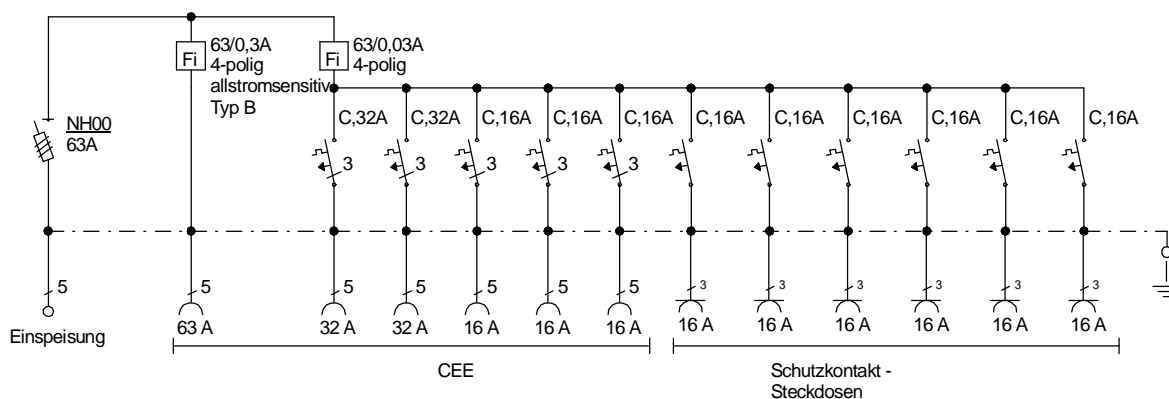 Fi
63/0,3A
4-polig
allstromsensitiv
Typ B
Fi
63/0,03A
4-polig
NH00
63A
C,32A
C,32A
C,16A
C,16A
C,16A
C,16A
C,16A
C,16A
C,16A
C,16A
C,16A
3
3
3
3
3
5
5
5
5
5
5
5
3
3
3
3
3
3
Einspeisung
63 A
32 A
32 A
16 A
16 A
16 A
16 A
16 A
16 A
16 A
16 A
16 A
CEE
Schutzkontakt -
Steckdosen